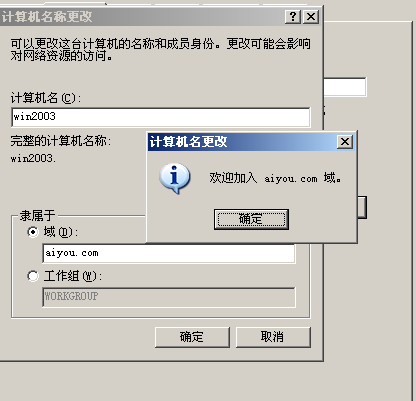 计算机名称更改
可以更改这台计算机的名称和成员身份。更改可能会影响
对网络资源的访问。
计算机名(C):
win2003
完整的计算机名称:
win2003.
计算机名更改
欢迎加入 aiyou.com 域。
确定
隶属于
域(D):
aiyou.com
工作组(W):
WORKGROUP
确定
取消